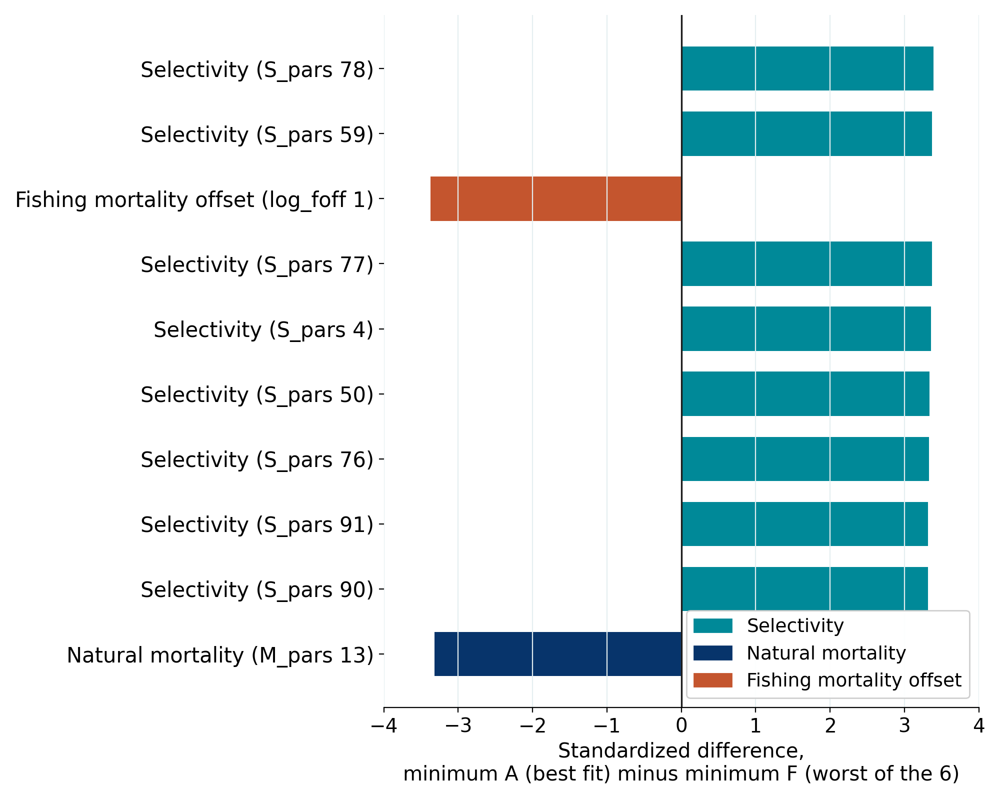 Selectivity (S_pars 78)
Selectivity (S_pars 59)
Fishing mortality offset (log_foff 1)
Selectivity (S_pars 77)
Selectivity (S_pars 4)
Selectivity (S_pars 50)
Selectivity (S_pars 76)
Selectivity (S_pars 91)
Selectivity (S_pars 90)
Natural mortality (M_pars 13)
Selectivity
Natural mortality
Fishing mortality offset
−4 −3 −2 −1 0 1 2 3 4
Standardized difference,
minimum A (best fit) minus minimum F (worst of the 6)